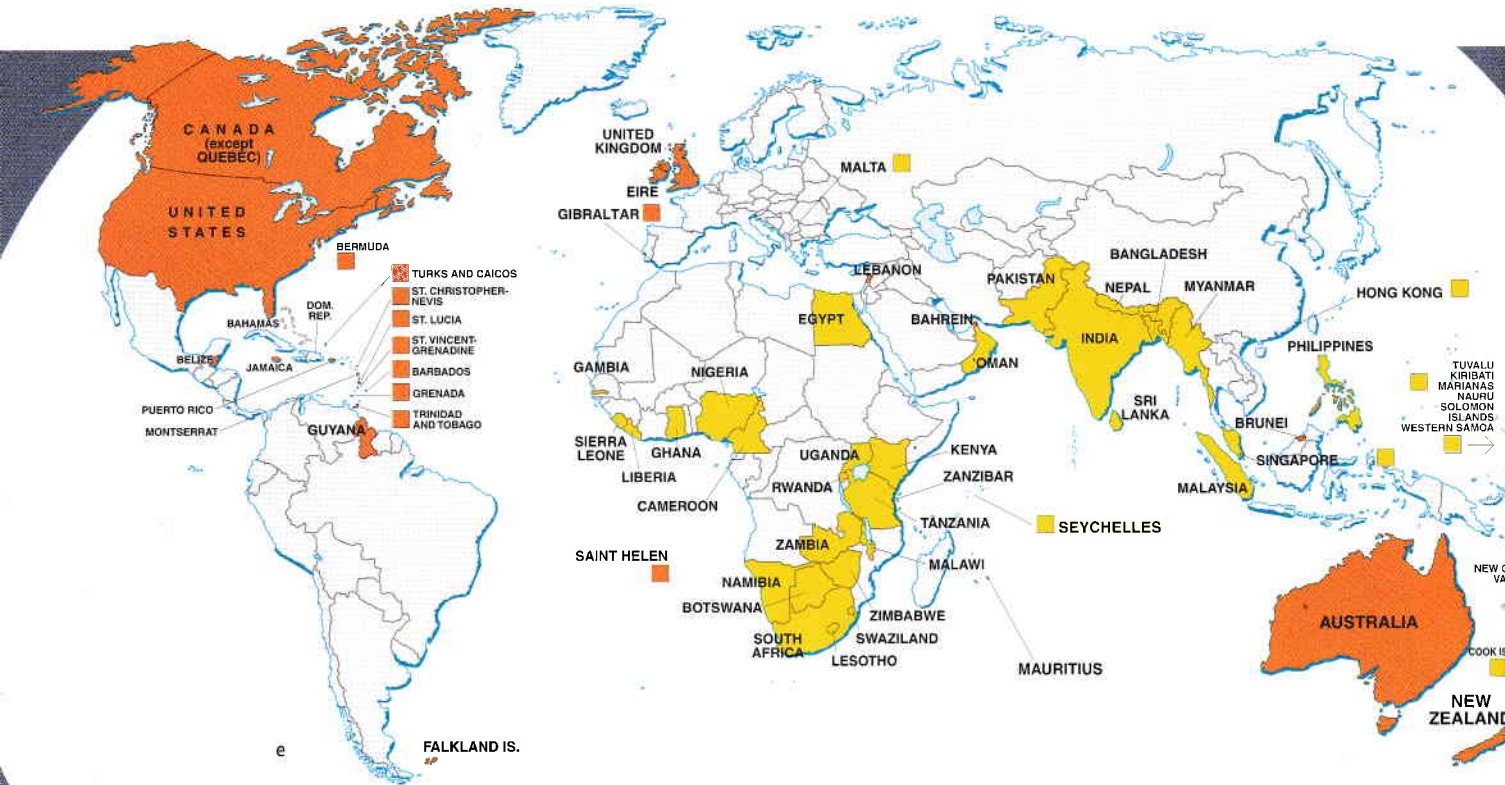 CANADA
(except
QUEBEC)
UNITED
STATES
BERMUDA
TURKS AND CAICOS
ST. CHRISTOPHER-
NEVIS
ST. LUCIA
ST. VINCENT-
GRENADINE
BARBADOS
GRENADA
TRINIDAD
AND TOBAGO
DOM.
REP.
BAHAMAS
BELIZE
JAMAICA
PUERTO RICO
MONTSERRAT
GUYANA
e
FALKLAND IS.
UNITED
KINGDOM
EIRE
GIBRALTAR
MALTA
LEBANON
EGYPT
BAHREIN
OMAN
GAMBIA
NIGERIA
SIERRA
LEONE
GHANA
LIBERIA
CAMEROON
UGANDA
KENYA
RWANDA
ZANZIBAR
TANZANIA
SEYCHELLES
ZAMBIA
MALAWI
SAINT HELEN
NAMIBIA
BOTSWANA
ZIMBABWE
SOUTH
AFRICA
SWAZILAND
LESOTHO
MAURITIUS
PAKISTAN
BANGLADESH
NEPAL
MYANMAR
INDIA
HONG KONG
PHILIPPINES
SRI
LANKA
BRUNEI
SINGAPORE
MALAYSIA
TUVALU
KIRIBATI
MARIANAS
NAURU
SOLOMON
ISLANDS
WESTERN SAMOA
AUSTRALIA
NEW
COOK IS
NEW
ZEALAND